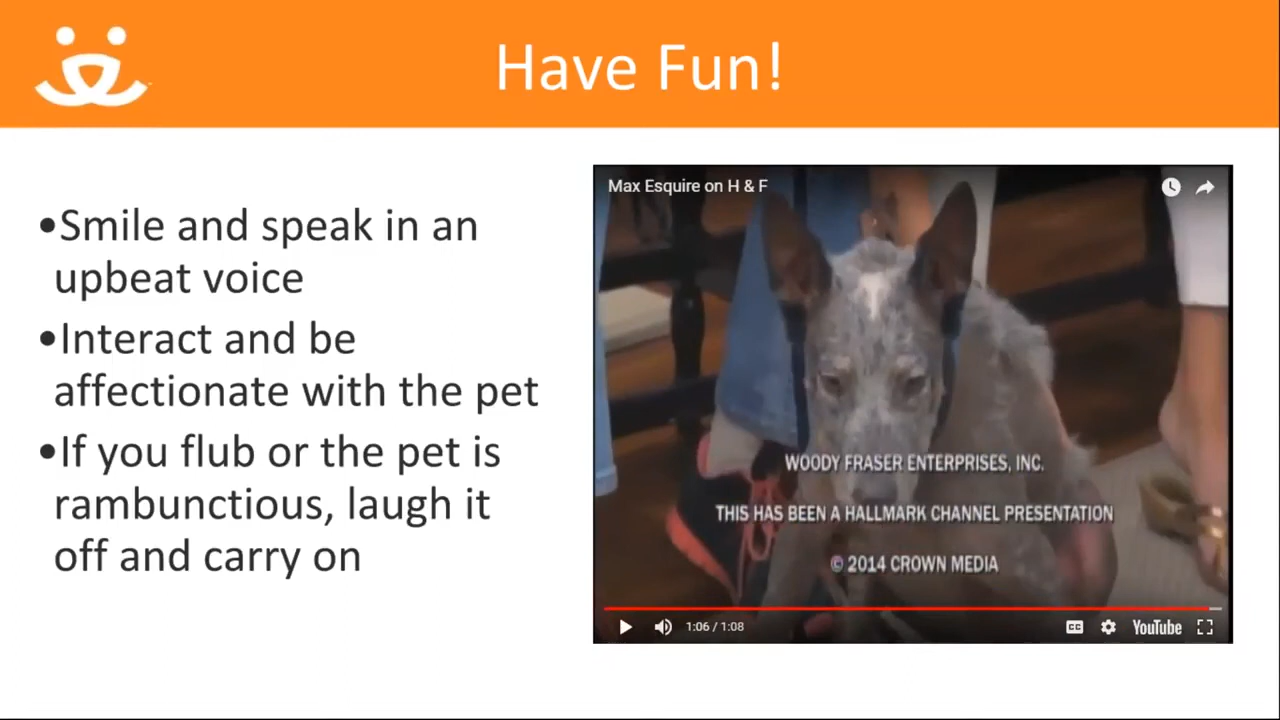 Have Fun!
•Smile and speak in an
upbeat voice
•Interact and be
affectionate with the pet
•If you flub or the pet is
rambunctious, laugh it
off and carry on
Max Esquire on H & F
WOODY FRASER ENTERPRISES, INC.
THIS HAS BEEN A HALLMARK CHANNEL PRESENTATION
© 2014 CROWN MEDIA
1:06 / 1:08
CC
YouTube